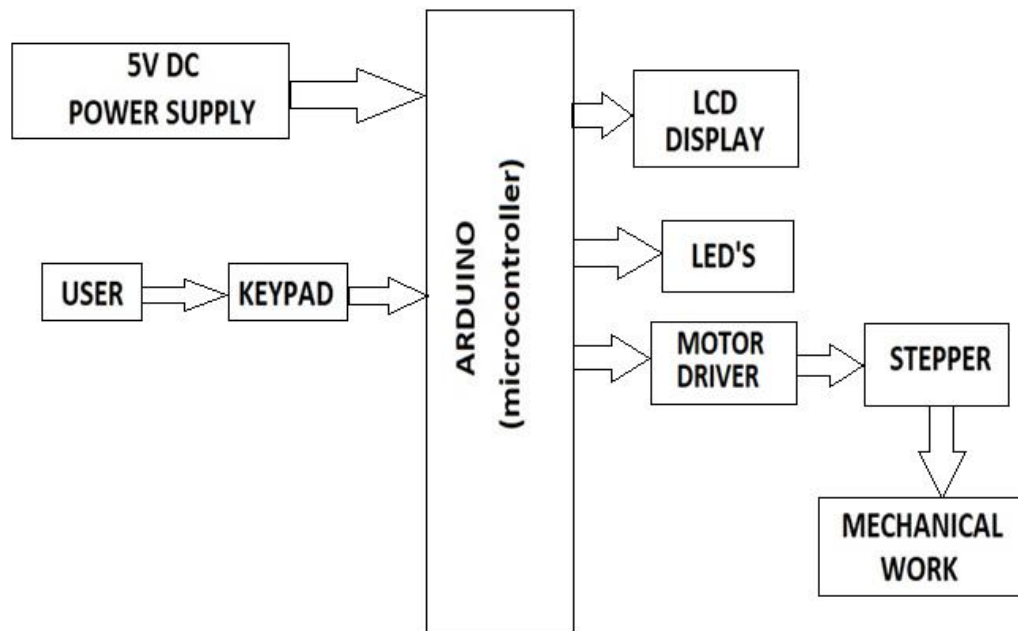 5V DC
POWER SUPPLY
USER
KEYPAD
ARDUINO
(microcontroller)
LCD
DISPLAY
LED'S
MOTOR
DRIVER
STEPPER
MECHANICAL
WORK